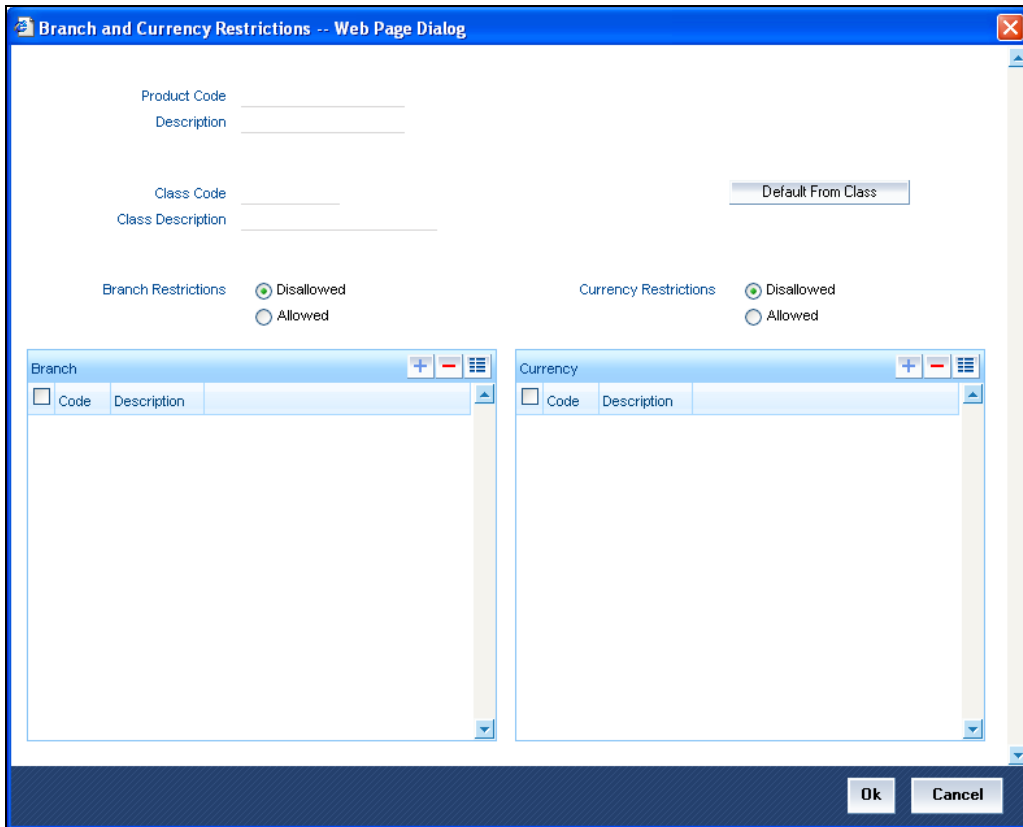 Branch and Currency Restrictions -- Web Page Dialog
Product Code
Description
Class Code
Default From Class
Class Description
Branch Restrictions
Disallowed
Allowed
Currency Restrictions
Disallowed
Allowed
Branch
Code Description
Currency
Code Description
Ok
Cancel